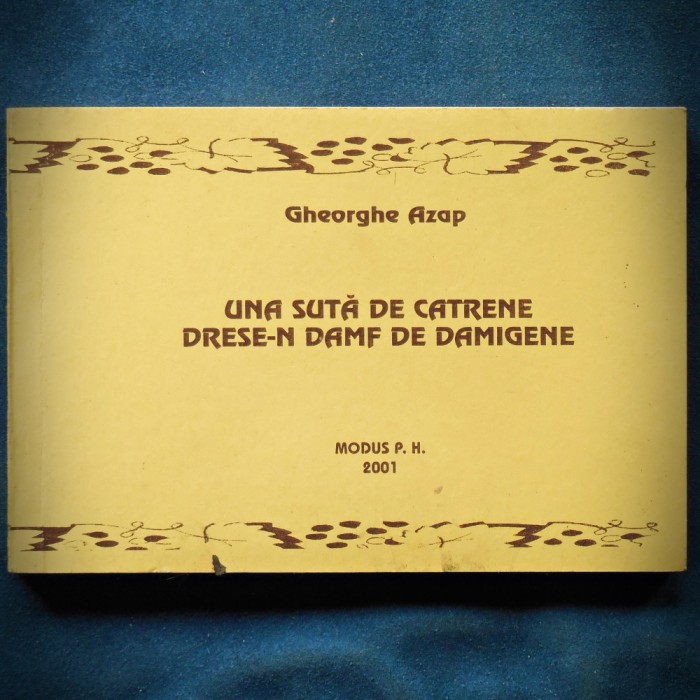 Gheorghe Azap
UNA SUTĂ DE CATRENE
DRESE-N DAMF DE DAMIGENE
MODUS P. H.
2001